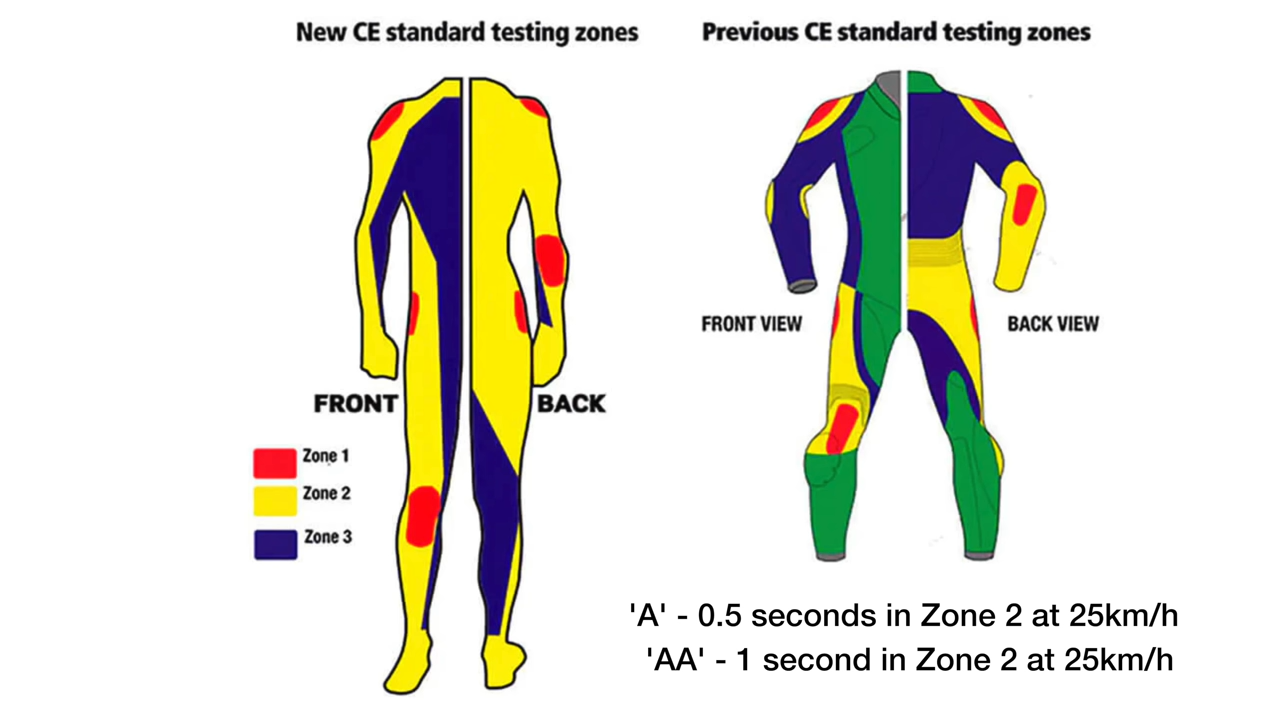 New CE standard testing zones
Previous CE standard testing zones
FRONT VIEW
BACK VIEW
FRONT
BACK
Zone 1
Zone 2
Zone 3
'A' - 0.5 seconds in Zone 2 at 25km/h
'AA' - 1 second in Zone 2 at 25km/h